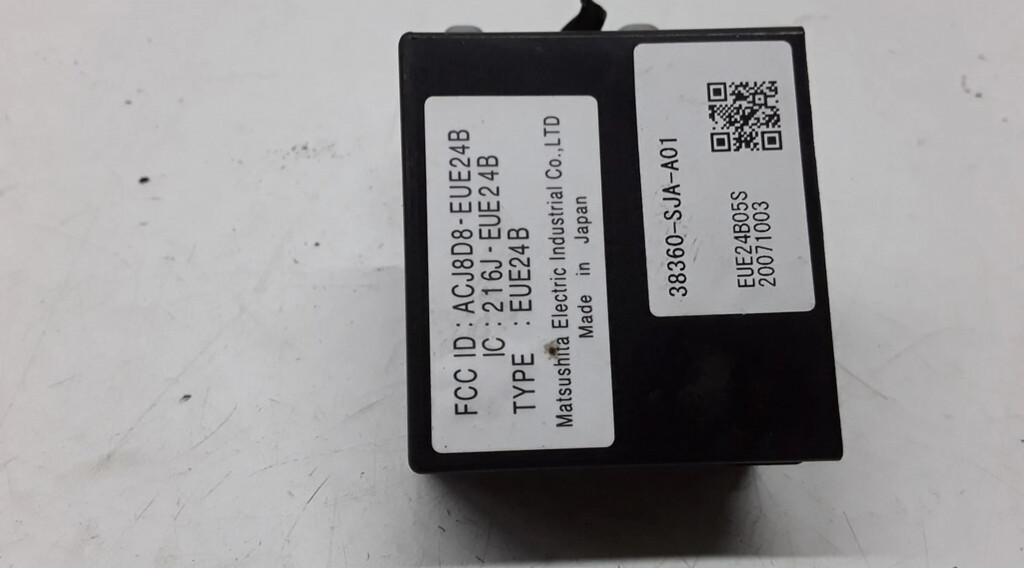 FCC ID : ACJ8D8-EUE24B
IC : 216J-EUE24B
TYPE : EUE24B
Matsushita Electric Industrial Co.,LTD
Made in Japan
38360-SJA-A01
EUE24B05S
20071003